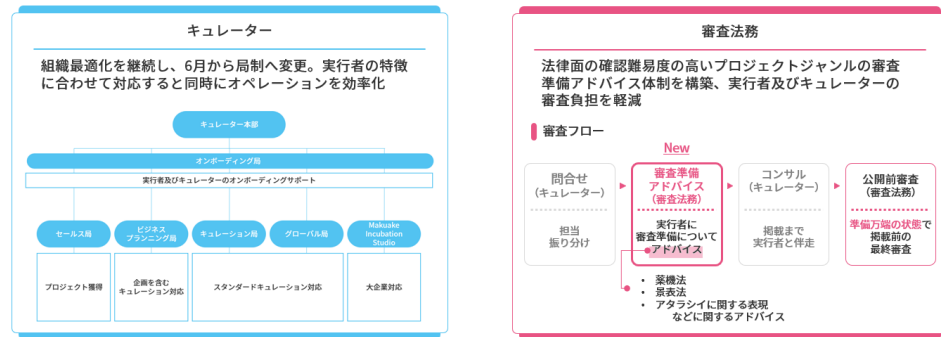 キュレーター
組織最適化を継続し、6月から局制へ変更。実行者の特徴
に合わせて対応すると同時にオペレーションを効率化
キュレーター本部
オンボーディング局
実行者及びキュレーターのオンボーディングサポート
セールス局
ビジネス
プランニング局
キュレーション局
グローバル局
Makuake
Incubation
Studio
プロジェクト獲得
企画を含む
キュレーション対応
スタンダードキュレーション対応
大企業対応
審査法務
法律面の確認難易度の高いプロジェクトジャンルの審査
準備アドバイス体制を構築、実行者及びキュレーターの
審査負担を軽減
審査フロー
New
問合せ
(キュレーター)
担当
振り分け
審査準備
アドバイス
(審査法務)
実行者に
審査準備について
アドバイス
コンサル
(キュレーター)
掲載まで
実行者と伴走
公開前審査
(審査法務)
準備万端の状態で
掲載前の
最終審査
・ 薬機法
・ 景表法
・ アタラシイに関する表現
などに関するアドバイス